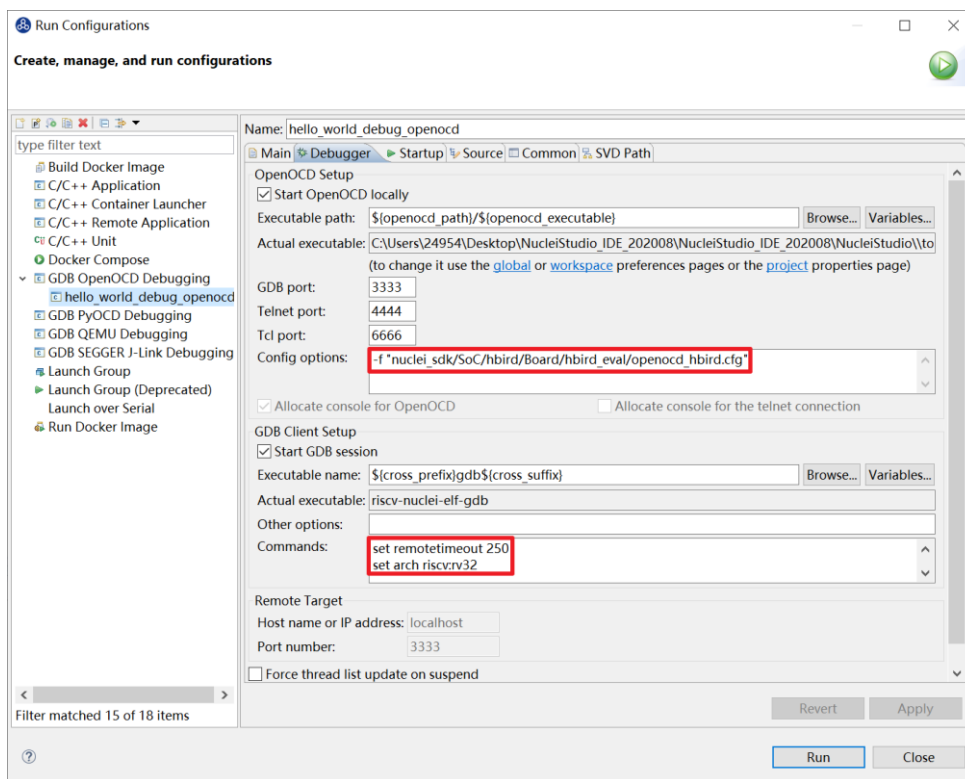 Run Configurations
Create, manage, and run configurations
type filter text
Build Docker Image
C/C++ Application
C/C++ Container Launcher
C/C++ Remote Application
C/C++ Unit
Docker Compose
GDB OpenOCD Debugging
hello_world_debug_openocd
GDB PyOCD Debugging
GDB QEMU Debugging
GDB SEGGER J-Link Debugging
Launch Group
Launch Group (Deprecated)
Launch over Serial
Run Docker Image
Filter matched 15 of 18 items
Name: hello_world_debug_openocd
Main Debugger Startup Source Common SVD Path
OpenOCD Setup
Start OpenOCD locally
Executable path: ${openocd_path}/${openocd_executable} Browse... Variables...
Actual executable: C:\Users\24954\Desktop\NucleiStudio_IDE_202008\NucleiStudio_IDE_202008\NucleiStudio\\to
(to change it use the global or workspace preferences pages or the project properties page)
GDB port: 3333
Telnet port: 4444
Tcl port: 6666
Config options: -f "nuclei_sdk/SoC/hbird/Board/hbird_eval/openocd_hbird.cfg"
Allocate console for OpenOCD Allocate console for the telnet connection
GDB Client Setup
Start GDB session
Executable name: ${cross_prefix}gdb${cross_suffix} Browse... Variables...
Actual executable: riscv-nuclei-elf-gdb
Other options:
Commands: set remotetimeout 250
set arch riscv:rv32
Remote Target
Host name or IP address: localhost
Port number: 3333
Force thread list update on suspend
Revert Apply
Run Close